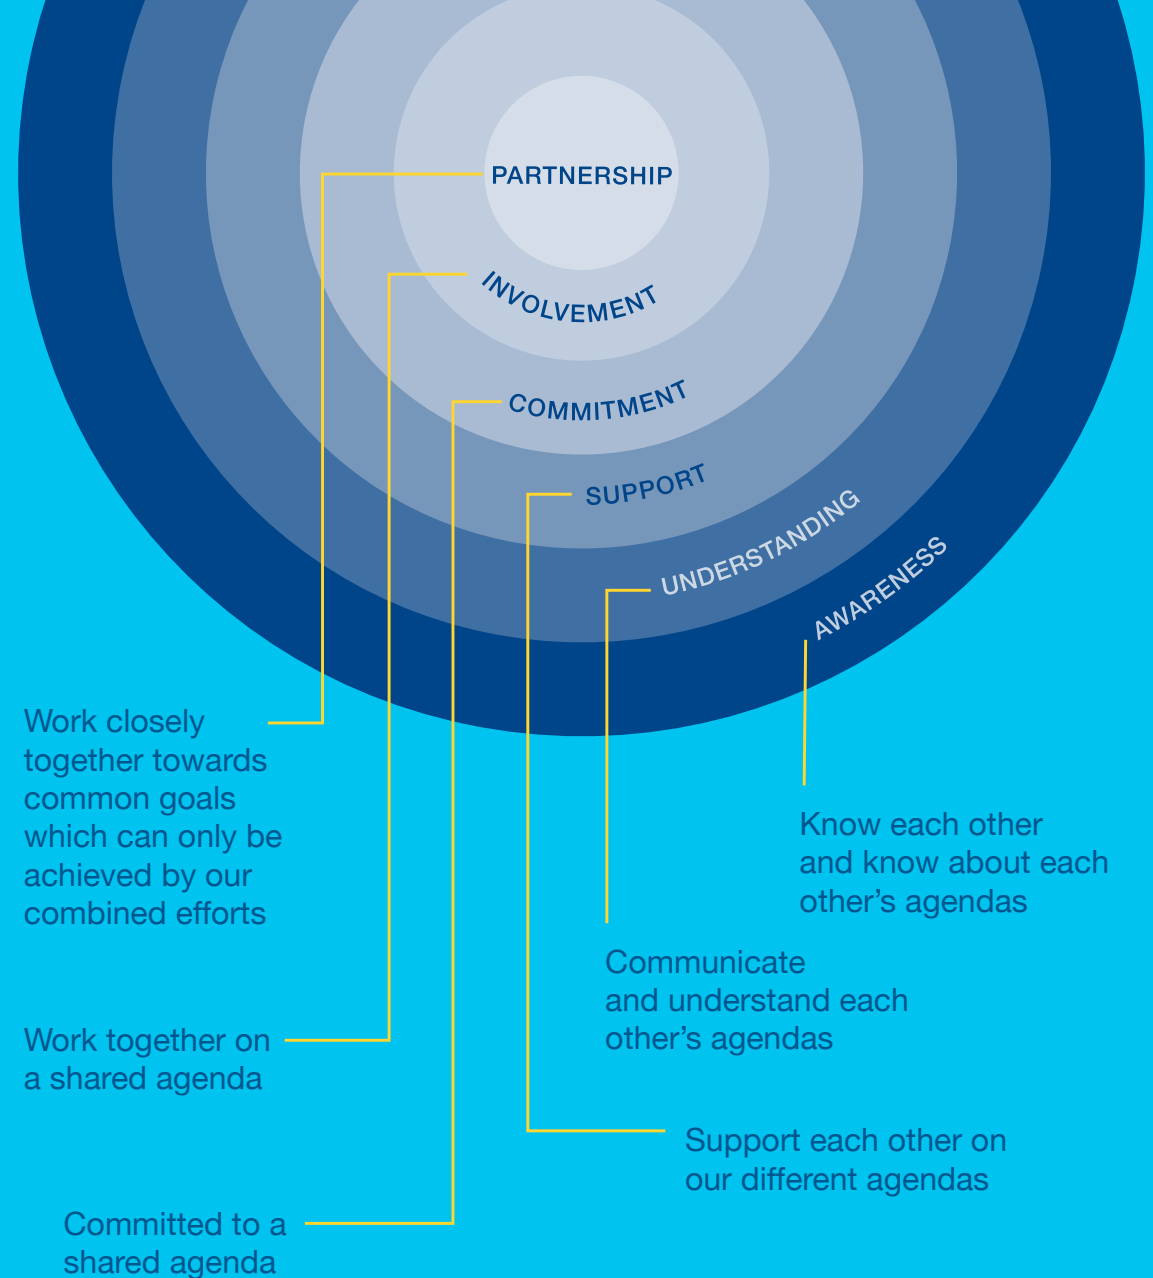 PARTNERSHIP
INVOLVEMENT
COMMITMENT
SUPPORT
UNDERSTANDING
AWARENESS
Work closely
together towards
common goals
which can only be
achieved by our
combined efforts
Know each other
and know about each
other’s agendas
Communicate
and understand each
other’s agendas
Work together on
a shared agenda
Support each other on
our different agendas
Committed to a
shared agenda